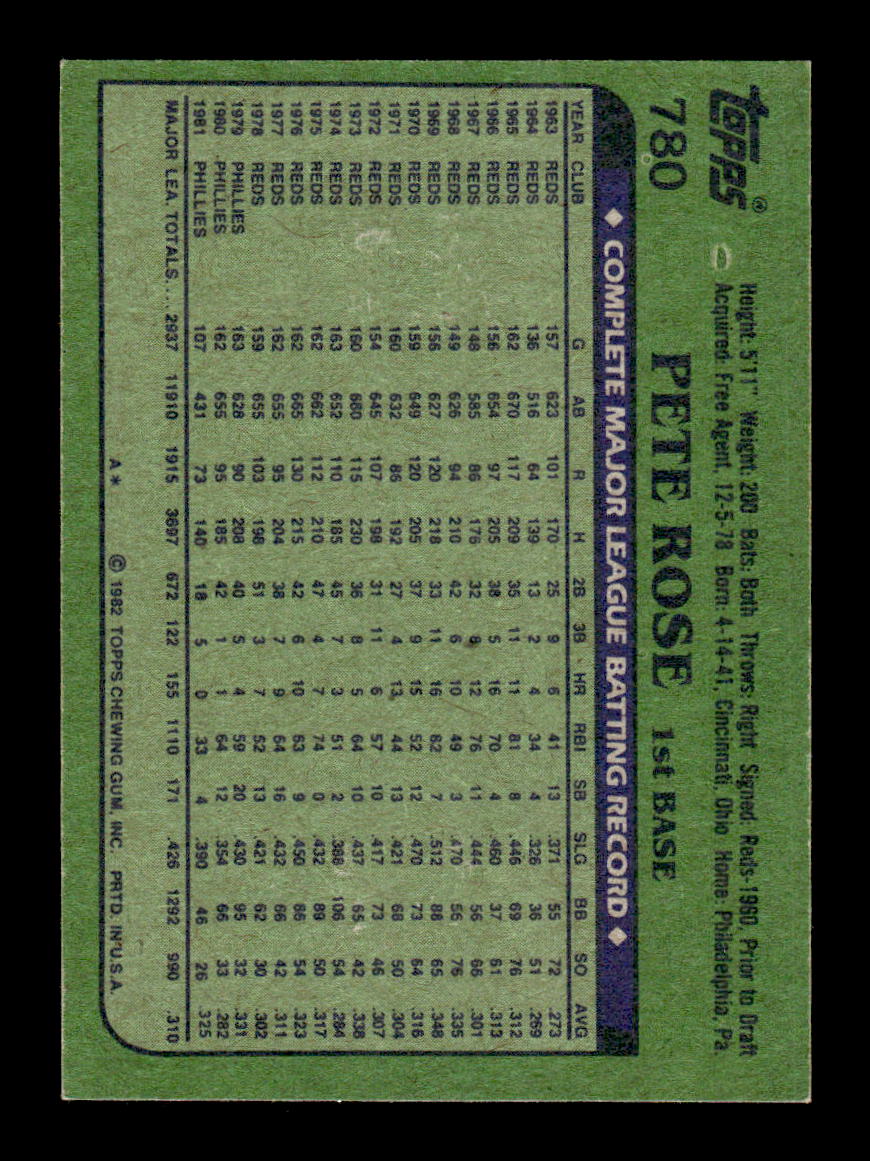 Topps®
Height: 5'11" Weight: 200 Bats: Both Throws: Right Signed: Reds-1960, Prior to Draft
Acquired: Free Agent, 12-5-78 Born: 4-14-41, Cincinnati, Ohio Home: Philadelphia, Pa.
780 PETE ROSE 1st BASE
◆ COMPLETE MAJOR LEAGUE BATTING RECORD ◆
YEAR CLUB G AB R H 2B 3B HR RBI SB SLG BB SO AVG
1963 REDS 157 623 101 170 25 9 6 41 13 .371 55 72 .273
1964 REDS 136 516 64 139 13 2 4 34 4 .326 36 51 .269
1965 REDS 162 670 117 209 35 11 11 81 8 .446 69 76 .312
1966 REDS 156 654 97 205 38 5 16 70 4 .460 37 61 .313
1967 REDS 148 585 86 176 32 8 12 76 11 .444 56 66 .301
1968 REDS 149 626 94 210 42 6 10 49 3 .470 56 76 .335
1969 REDS 156 627 120 218 33 11 16 82 7 .512 88 65 .348
1970 REDS 159 649 120 205 37 9 15 52 12 .470 73 64 .316
1971 REDS 160 632 86 192 27 4 13 44 13 .421 68 50 .304
1972 REDS 154 645 107 198 31 11 6 57 10 .417 73 46 .307
1973 REDS 160 680 115 230 36 8 5 64 10 .437 65 42 .338
1974 REDS 163 652 110 185 45 7 3 51 2 .388 106 54 .284
1975 REDS 162 662 112 210 47 4 7 74 0 .432 89 50 .317
1976 REDS 162 665 130 215 42 6 10 63 9 .450 86 54 .323
1977 REDS 162 655 95 204 38 7 9 64 16 .432 66 42 .311
1978 REDS 159 655 103 198 51 3 7 52 13 .421 62 30 .302
1979 PHILLIES 163 628 90 208 40 5 4 59 20 .430 95 32 .331
1980 PHILLIES 162 655 95 185 42 1 1 64 12 .354 66 33 .282
1981 PHILLIES 107 431 73 140 18 5 0 33 4 .390 46 26 .325
MAJOR LEA. TOTALS.... 2937 11910 1915 3697 672 122 155 1110 171 .426 1292 990 .310
A* © 1982 TOPPS CHEWING GUM, INC. PRTD. IN U.S.A.